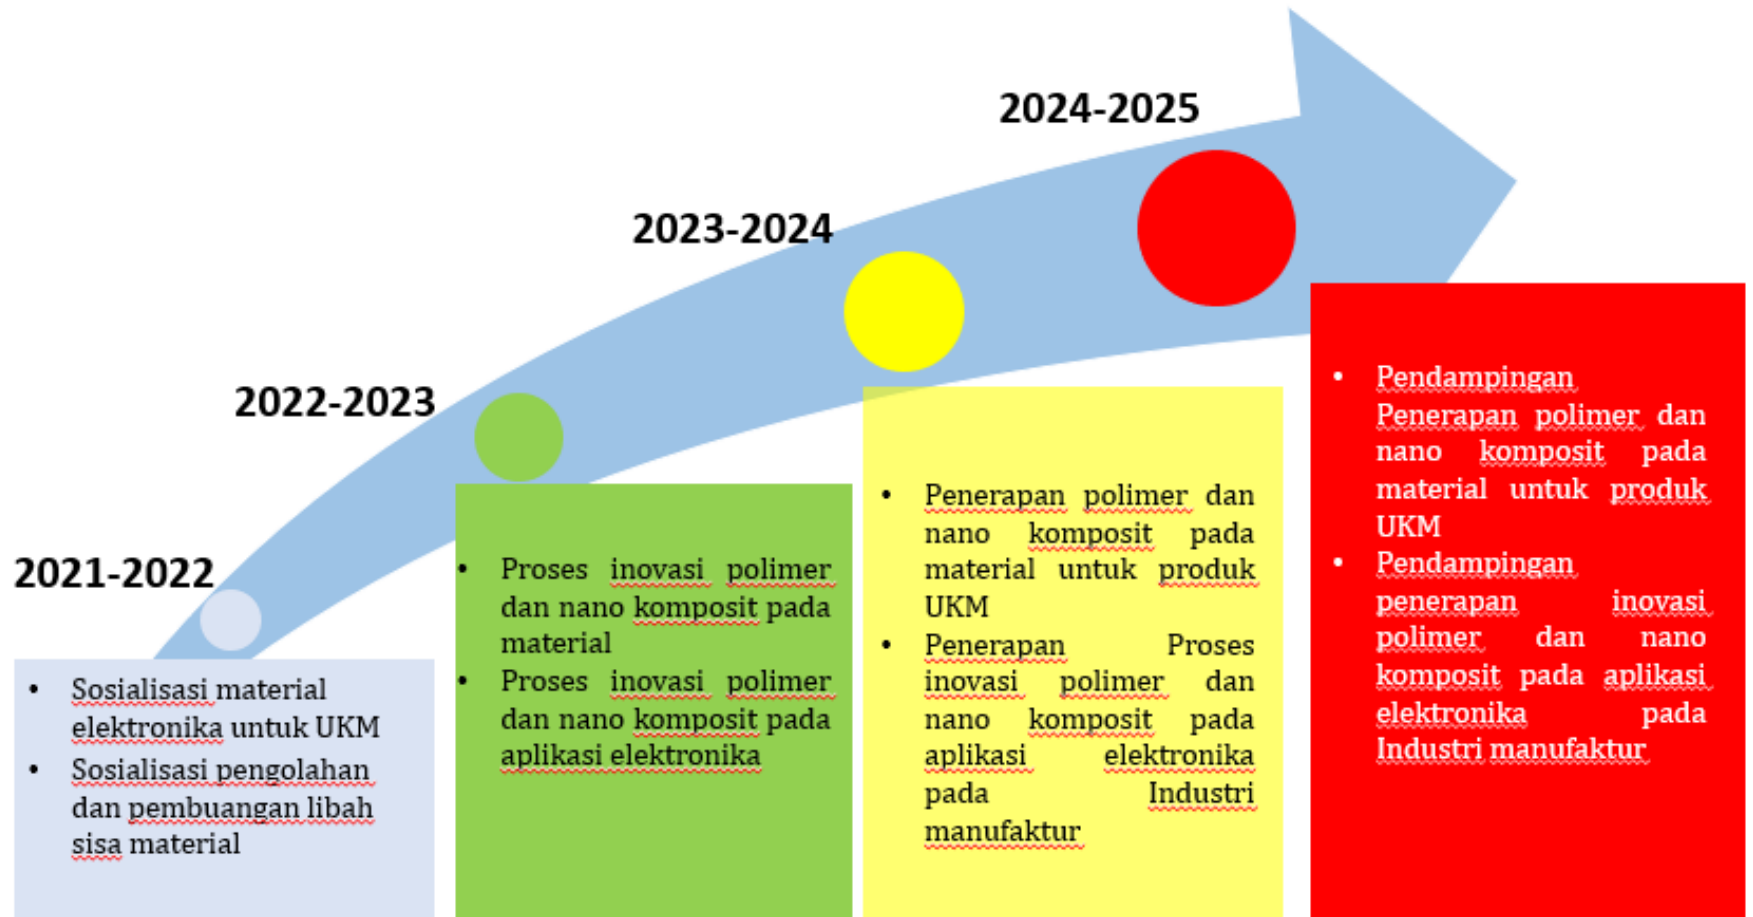 2021-2022
• Sosialisasi material
elektronika untuk UKM
• Sosialisasi pengolahan
dan pembuangan libah
sisa material
2022-2023
• Proses inovasi polimer
dan nano komposit pada
material
• Proses inovasi polimer
dan nano komposit pada
aplikasi elektronika
2023-2024
• Penerapan polimer dan
nano komposit pada
material untuk produk
UKM
• Penerapan Proses
inovasi polimer dan
nano komposit pada
aplikasi elektronika
pada Industri
manufaktur
2024-2025
• Pendampingan
Penerapan polimer dan
nano komposit pada
material untuk produk
UKM
• Pendampingan
penerapan inovasi
polimer dan nano
komposit pada aplikasi
elektronika pada
Industri manufaktur